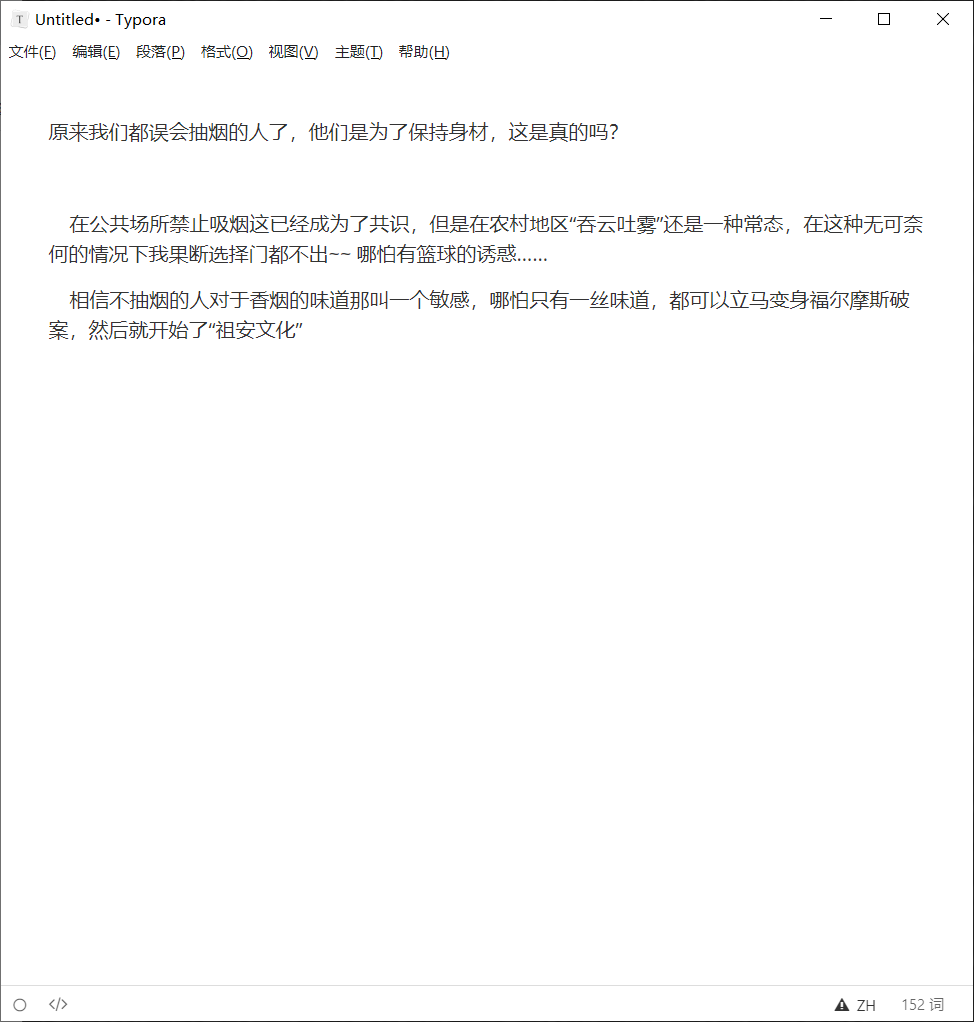 Untitled• - Typora
文件(F) 编辑(E) 段落(P) 格式(O) 视图(V) 主题(T) 帮助(H)
原来我们都误会抽烟的人了，他们是为了保持身材，这是真的吗？
在公共场所禁止吸烟这已经成为了共识，但是在农村地区“吞云吐雾”还是一种常态，在这种无可奈
何的情况下我果断选择门都不出~~ 哪怕有篮球的诱惑......
相信不抽烟的人对于香烟的味道那叫一个敏感，哪怕只有一丝味道，都可以立马变身福尔摩斯破
案，然后就开始了“祖安文化”
ZH 152 词